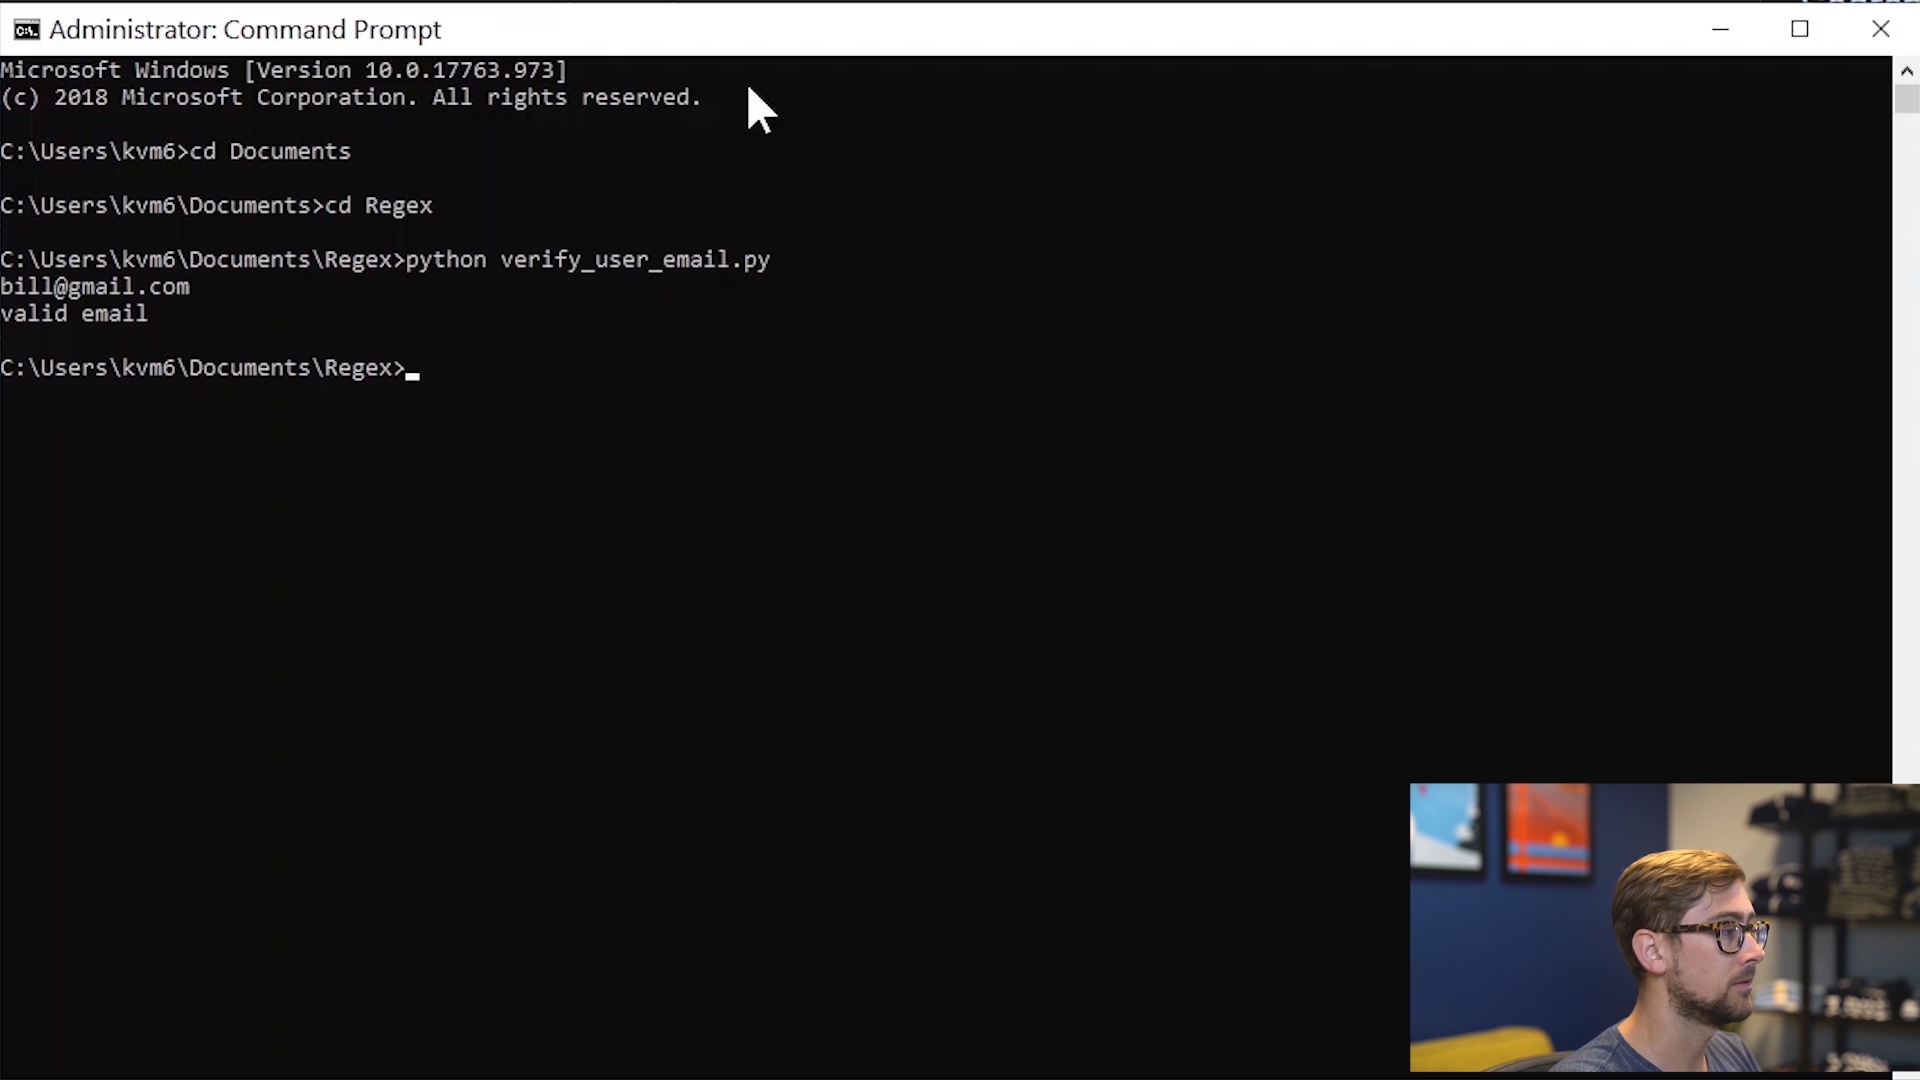 Administrator: Command Prompt
Microsoft Windows [Version 10.0.17763.973]
(c) 2018 Microsoft Corporation. All rights reserved.
C:\Users\kvm6>cd Documents
C:\Users\kvm6\Documents>cd Regex
C:\Users\kvm6\Documents\Regex>python verify_user_email.py
bill@gmail.com
valid email
C:\Users\kvm6\Documents\Regex>